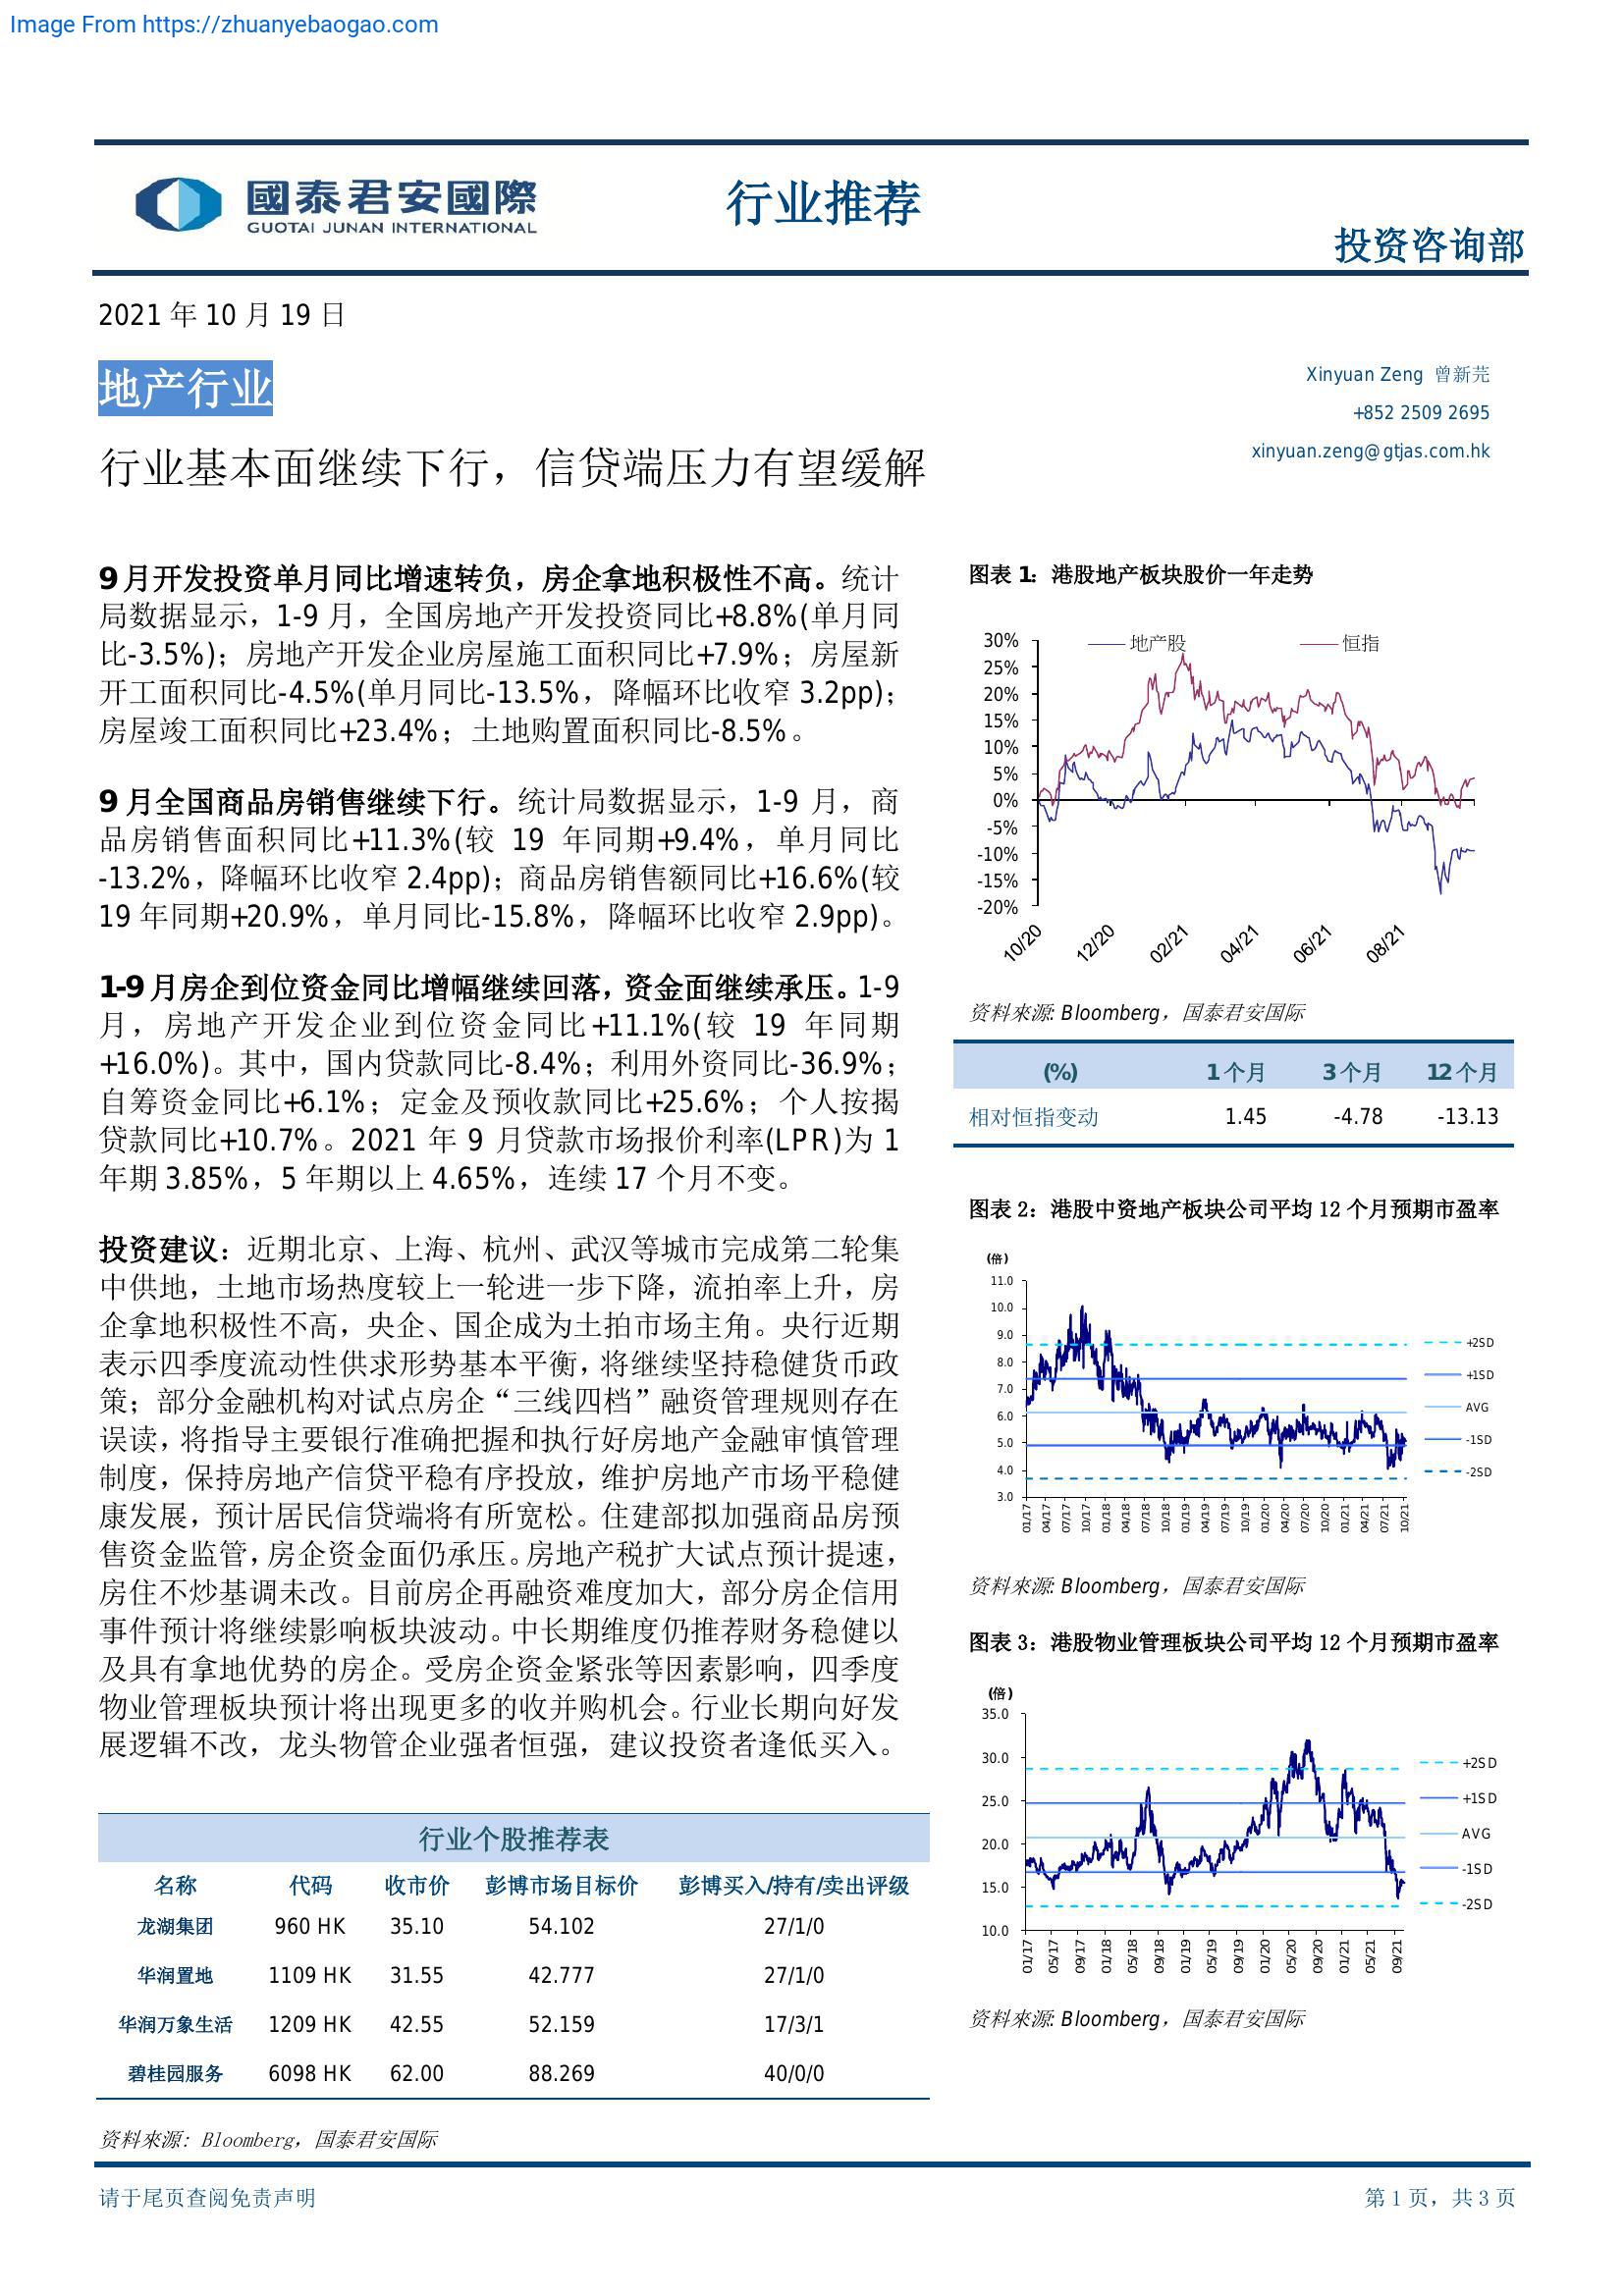 Image From https://zhuanyebaogao.com
國泰君安國際
GUOTAI JUNAN INTERNATIONAL
行业推荐
投资咨询部
2021 年 10 月 19 日
地产行业
行业基本面继续下行，信贷端压力有望缓解
Xinyuan Zeng 曾新芫
+852 2509 2695
xinyuan.zeng@gtjas.com.hk
9 月开发投资单月同比增速转负，房企拿地积极性不高。统计
局数据显示，1-9 月，全国房地产开发投资同比+8.8%(单月同
比-3.5%)；房地产开发企业房屋施工面积同比+7.9%；房屋新
开工面积同比-4.5%(单月同比-13.5%，降幅环比收窄 3.2pp)；
房屋竣工面积同比+23.4%；土地购置面积同比-8.5%。
9 月全国商品房销售继续下行。统计局数据显示，1-9 月，商
品房销售面积同比+11.3%(较 19 年同期+9.4%，单月同比
-13.2%，降幅环比收窄 2.4pp)；商品房销售额同比+16.6%(较
19 年同期+20.9%，单月同比-15.8%，降幅环比收窄 2.9pp)。
1-9 月房企到位资金同比增幅继续回落，资金面继续承压。1-9
月，房地产开发企业到位资金同比+11.1%(较 19 年同期
+16.0%)。其中，国内贷款同比-8.4%；利用外资同比-36.9%；
自筹资金同比+6.1%；定金及预收款同比+25.6%；个人按揭
贷款同比+10.7%。2021 年 9 月贷款市场报价利率(LPR)为 1
年期 3.85%，5 年期以上 4.65%，连续 17 个月不变。
投资建议：近期北京、上海、杭州、武汉等城市完成第二轮集
中供地，土地市场热度较上一轮进一步下降，流拍率上升，房
企拿地积极性不高，央企、国企成为土拍市场主角。央行近期
表示四季度流动性供求形势基本平衡，将继续坚持稳健货币政
策；部分金融机构对试点房企“三线四档”融资管理规则存在
误读，将指导主要银行准确把握和执行好房地产金融审慎管理
制度，保持房地产信贷平稳有序投放，维护房地产市场平稳健
康发展，预计居民信贷端将有所宽松。住建部拟加强商品房预
售资金监管，房企资金面仍承压。房地产税扩大试点预计提速，
房住不炒基调未改。目前房企再融资难度加大，部分房企信用
事件预计将继续影响板块波动。中长期维度仍推荐财务稳健以
及具有拿地优势的房企。受房企资金紧张等因素影响，四季度
物业管理板块预计将出现更多的收并购机会。行业长期向好发
展逻辑不改，龙头物管企业强者恒强，建议投资者逢低买入。
行业个股推荐表
名称 代码 收市价 彭博市场目标价 彭博买入/持有/卖出评级
龙湖集团 960 HK 35.10 54.102 27/1/0
华润置地 1109 HK 31.55 42.777 27/1/0
华润万象生活 1209 HK 42.55 52.159 17/3/1
碧桂园服务 6098 HK 62.00 88.269 40/0/0
资料来源: Bloomberg，国泰君安国际
图表 1：港股地产板块股价一年走势
地产股 恒指
30%
25%
20%
15%
10%
5%
0%
-5%
-10%
-15%
-20%
10/20 12/20 02/21 04/21 06/21 08/21
资料来源: Bloomberg，国泰君安国际
(%) 1 个月 3 个月 12 个月
相对恒指变动 1.45 -4.78 -13.13
图表 2：港股中资地产板块公司平均 12 个月预期市盈率
(倍)
11.0
10.0
9.0
8.0
7.0
6.0
5.0
4.0
3.0
+2SD
+1SD
AVG
-1SD
-2SD
01/17 04/17 07/17 10/17 01/18 04/18 07/18 10/18 01/19 04/19 07/19 10/19 01/20 04/20 07/20 10/20 01/21 04/21 07/21 10/21
资料来源: Bloomberg，国泰君安国际
图表 3：港股物业管理板块公司平均 12 个月预期市盈率
(倍)
35.0
30.0
25.0
20.0
15.0
10.0
+2SD
+1SD
AVG
-1SD
-2SD
01/17 05/17 09/17 01/18 05/18 09/18 01/19 05/19 09/19 01/20 05/20 09/20 01/21 05/21 09/21
资料来源: Bloomberg，国泰君安国际
请于尾页查阅免责声明
第 1 页，共 3 页